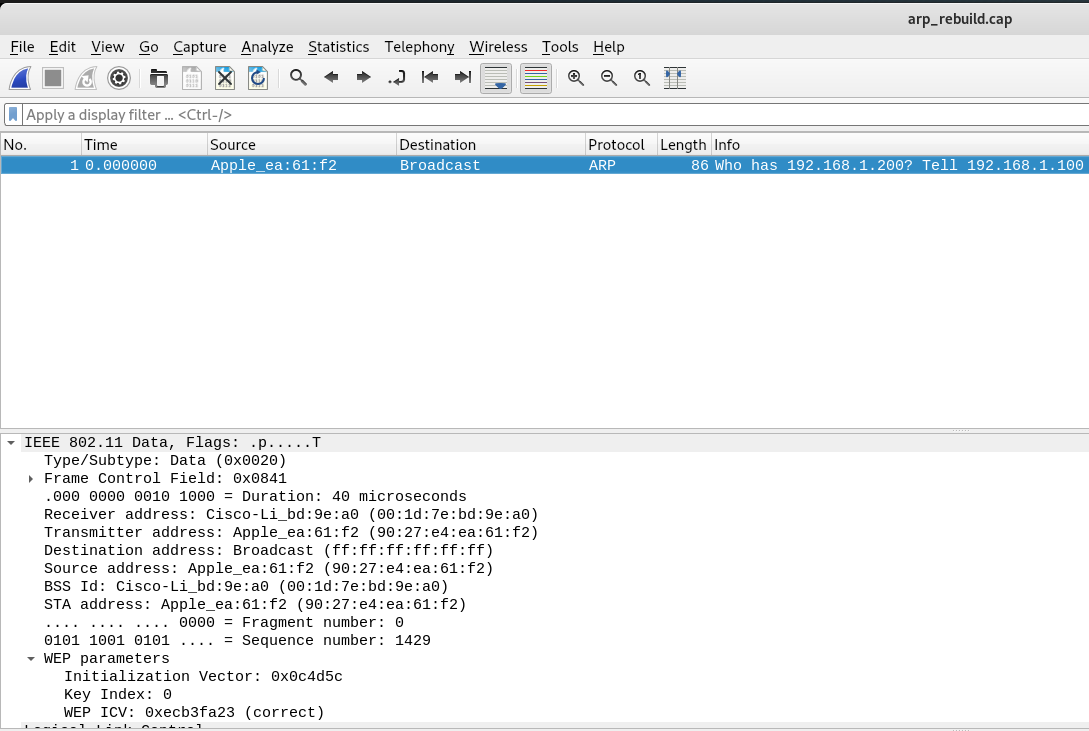 arp_rebuild.cap
File Edit View Go Capture Analyze Statistics Telephony Wireless Tools Help
Apply a display filter ... <Ctrl-/>
No. Time Source Destination Protocol Length Info
1 0.000000 Apple_ea:61:f2 Broadcast ARP 86 Who has 192.168.1.200? Tell 192.168.1.100
IEEE 802.11 Data, Flags: .p.....T
Type/Subtype: Data (0x0020)
Frame Control Field: 0x0841
.000 0000 0010 1000 = Duration: 40 microseconds
Receiver address: Cisco-Li_bd:9e:a0 (00:1d:7e:bd:9e:a0)
Transmitter address: Apple_ea:61:f2 (90:27:e4:ea:61:f2)
Destination address: Broadcast (ff:ff:ff:ff:ff:ff)
Source address: Apple_ea:61:f2 (90:27:e4:ea:61:f2)
BSS Id: Cisco-Li_bd:9e:a0 (00:1d:7e:bd:9e:a0)
STA address: Apple_ea:61:f2 (90:27:e4:ea:61:f2)
.... .... .... 0000 = Fragment number: 0
0101 1001 0101 .... = Sequence number: 1429
WEP parameters
Initialization Vector: 0x0c4d5c
Key Index: 0
WEP ICV: 0xecb3fa23 (correct)
Logical-Link Control